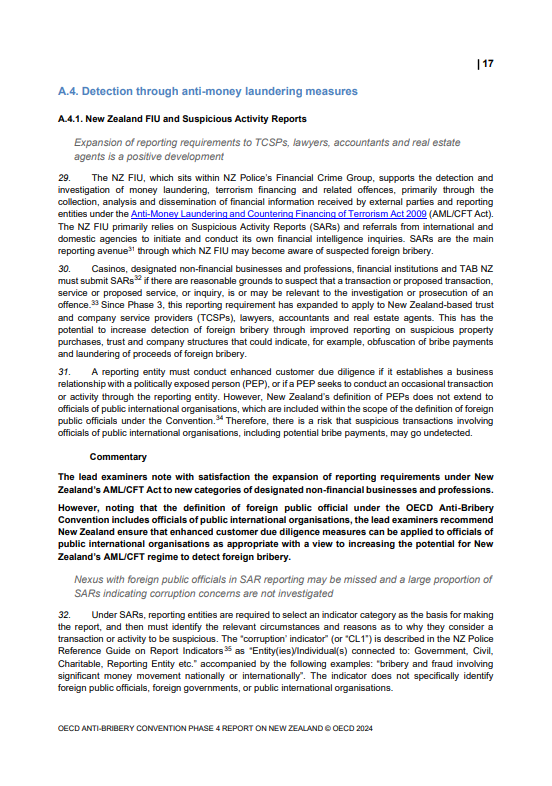 | 17
A.4. Detection through anti-money laundering measures
A.4.1. New Zealand FIU and Suspicious Activity Reports
Expansion of reporting requirements to TCSPs, lawyers, accountants and real estate
agents is a positive development
29. The NZ FIU, which sits within NZ Police's Financial Crime Group, supports the detection and
investigation of money laundering, terrorism financing and related offences, primarily through the
collection, analysis and dissemination of financial information received by external parties and reporting
entities under the Anti-Money Laundering and Countering Financing of Terrorism Act 2009 (AML/CFT Act).
The NZ FIU primarily relies on Suspicious Activity Reports (SARs) and referrals from international and
domestic agencies to initiate and conduct its own financial intelligence inquiries. SARs are the main
reporting avenue31 through which NZ FIU may become aware of suspected foreign bribery.
30. Casinos, designated non-financial businesses and professions, financial institutions and TAB NZ
must submit SARs32 if there are reasonable grounds to suspect that a transaction or proposed transaction,
service or proposed service, or inquiry, is or may be relevant to the investigation or prosecution of an
offence.33 Since Phase 3, this reporting requirement has expanded to apply to New Zealand-based trust
and company service providers (TCSPs), lawyers, accountants and real estate agents. This has the
potential to increase detection of foreign bribery through improved reporting on suspicious property
purchases, trust and company structures that could indicate, for example, obfuscation of bribe payments
and laundering of proceeds of foreign bribery.
31. A reporting entity must conduct enhanced customer due diligence if it establishes a business
relationship with a politically exposed person (PEP), or if a PEP seeks to conduct an occasional transaction
or activity through the reporting entity. However, New Zealand's definition of PEPs does not extend to
officials of public international organisations, which are included within the scope of the definition of foreign
public officials under the Convention.34 Therefore, there is a risk that suspicious transactions involving
officials of public international organisations, including potential bribe payments, may go undetected.
Commentary
The lead examiners note with satisfaction the expansion of reporting requirements under New
Zealand's AML/CFT Act to new categories of designated non-financial businesses and professions.
However, noting that the definition of foreign public official under the OECD Anti-Bribery
Convention includes officials of public international organisations, the lead examiners recommend
New Zealand ensure that enhanced customer due diligence measures can be applied to officials of
public international organisations as appropriate with a view to increasing the potential for New
Zealand's AML/CFT regime to detect foreign bribery.
Nexus with foreign public officials in SAR reporting may be missed and a large proportion of
SARs indicating corruption concerns are not investigated
32. Under SARs, reporting entities are required to select an indicator category as the basis for making
the report, and then must identify the relevant circumstances and reasons as to why they consider a
transaction or activity to be suspicious. The "corruption' indicator" (or "CL1") is described in the NZ Police
Reference Guide on Report Indicators35 as "Entity(ies)/Individual(s) connected to: Government, Civil,
Charitable, Reporting Entity etc." accompanied by the following examples: "bribery and fraud involving
significant money movement nationally or internationally". The indicator does not specifically identify
foreign public officials, foreign governments, or public international organisations.
OECD ANTI-BRIBERY CONVENTION PHASE 4 REPORT ON NEW ZEALAND © OECD 2024